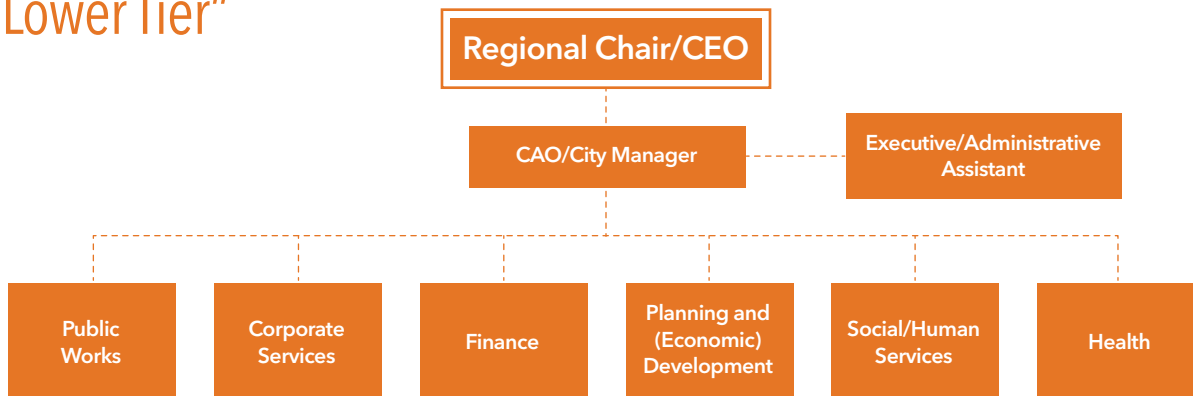 Lower Tier”
Regional Chair/CEO
CAO/City Manager
Executive/Administrative
Assistant
Public
Works
Corporate
Services
Finance
Planning and
(Economic)
Development
Social/Human
Services
Health